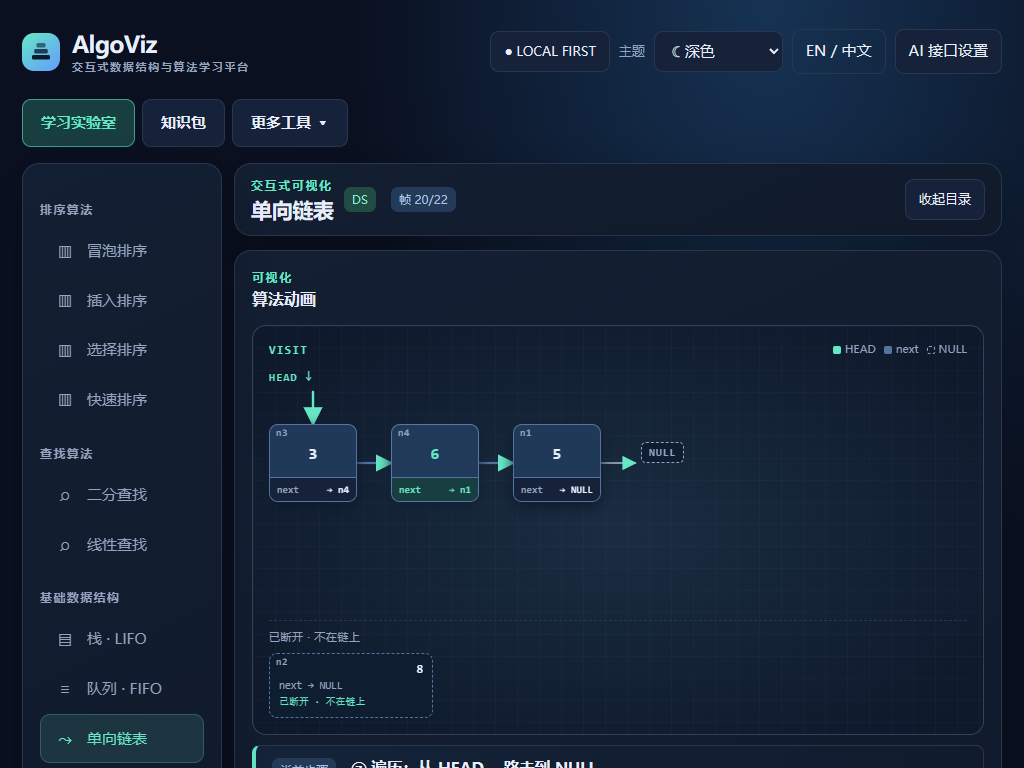 AlgoViz
交互式数据结构与算法学习平台
● LOCAL FIRST
主题
☾ 深色
EN / 中文
AI 接口设置
学习实验室
知识包
更多工具 ▼
排序算法
冒泡排序
插入排序
选择排序
快速排序
查找算法
二分查找
线性查找
基础数据结构
栈 · LIFO
队列 · FIFO
单向链表
交互式可视化
单向链表
DS
帧 20/22
收起目录
可视化
算法动画
VISIT
HEAD
next
NULL
HEAD ↓
n3
3
next → n4
n4
6
next → n1
n1
5
next → NULL
NULL
已断开 · 不在链上
n2
8
next → NULL
已断开 · 不在链上